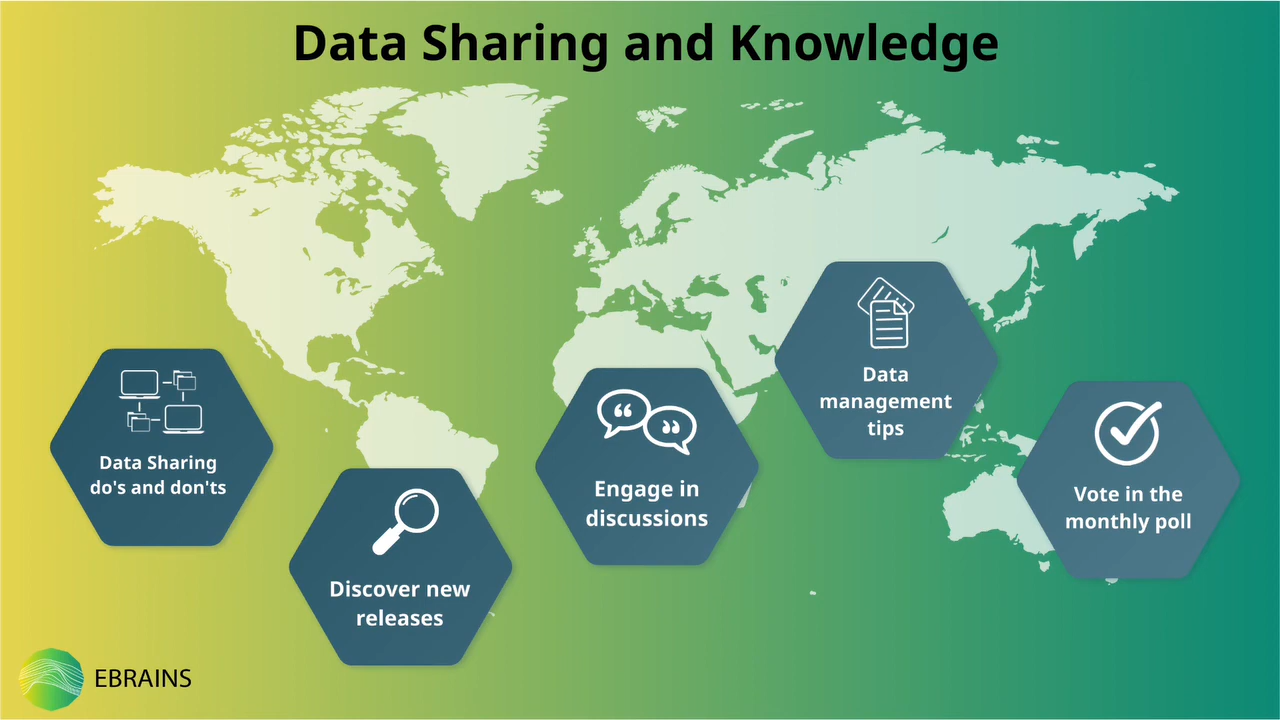 Data Sharing and Knowledge
Data Sharing
do's and don'ts
Discover new
releases
Engage in
discussions
Data
management
tips
Vote in the
monthly poll
EBRAINS